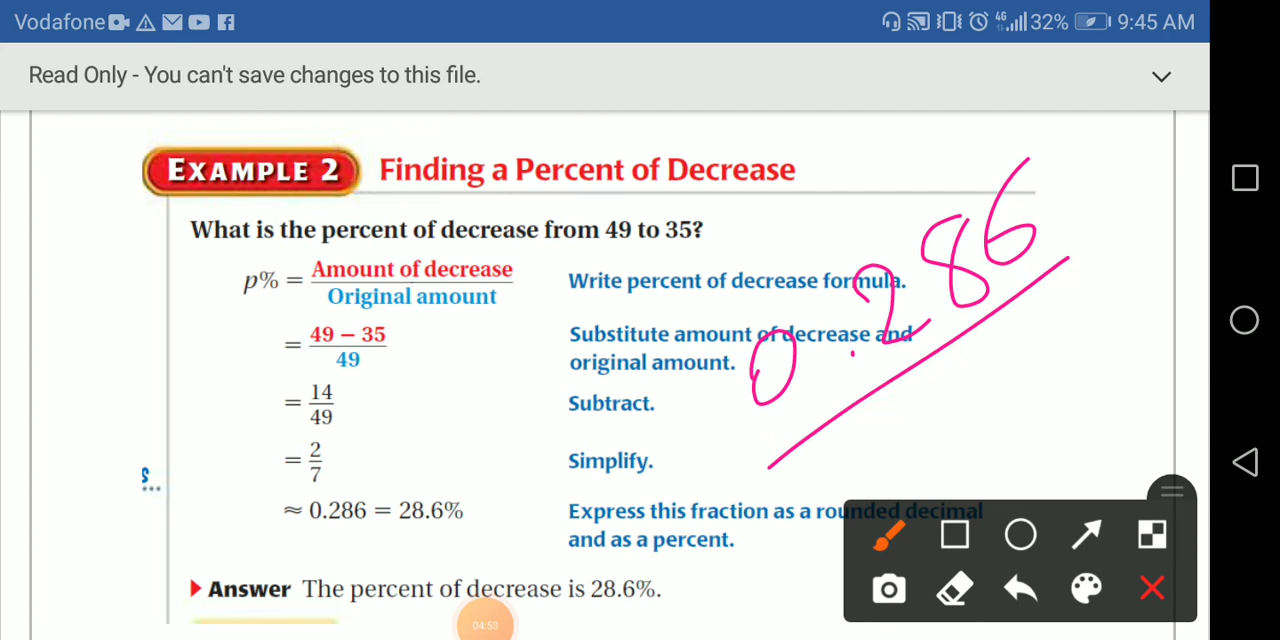 Vodafone 4G 32% 9:45 AM
Read Only - You can't save changes to this file.
EXAMPLE 2 Finding a Percent of Decrease
What is the percent of decrease from 49 to 35?
p% = Amount of decrease / Original amount Write percent of decrease formula.
= 49 − 35 / 49 Substitute amount of decrease and
original amount.
= 14 / 49 Subtract.
= 2 / 7 Simplify.
≈ 0.286 = 28.6% Express this fraction as a rounded decimal
and as a percent.
Answer The percent of decrease is 28.6%.
0.286
s...
04:53